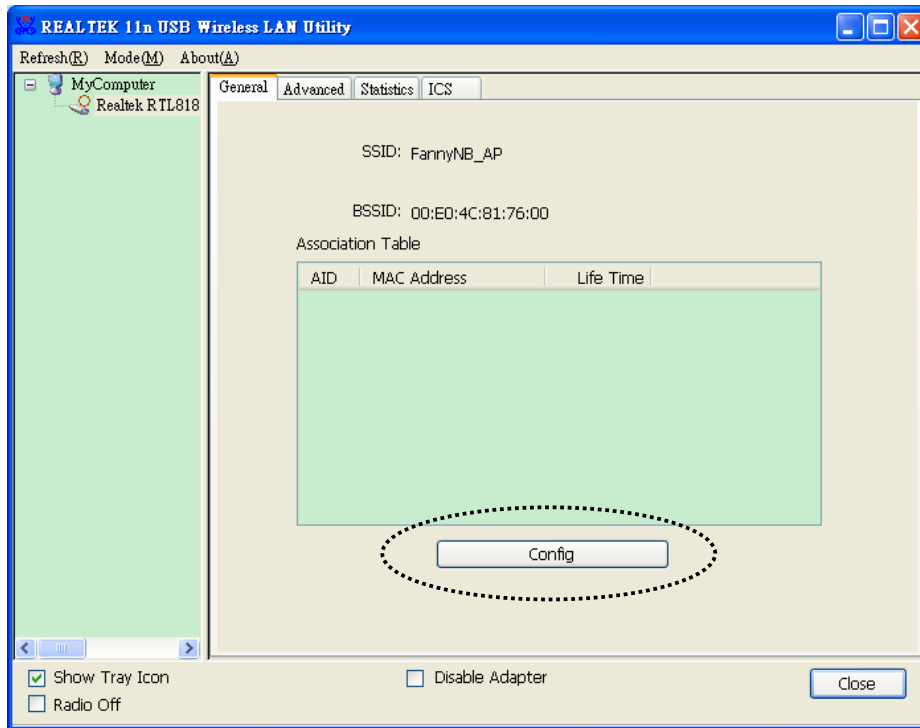 REALTEK 11n USB Wireless LAN Utility
Refresh(R) Mode(M) About(A)
MyComputer
Realtek RTL818
General Advanced Statistics ICS
SSID: FannyNB_AP
BSSID: 00:E0:4C:81:76:00
Association Table
AID MAC Address Life Time
Config
Show Tray Icon
Radio Off
Disable Adapter
Close